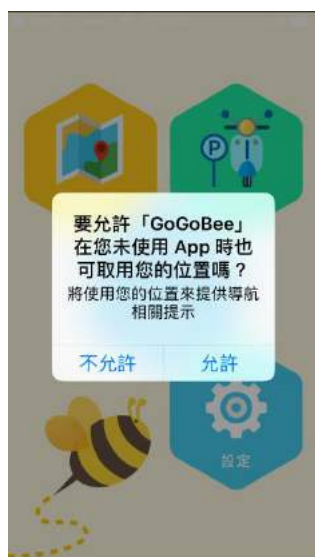 P
要允許「GoGoBee」
在您未使用 App 時也
可取用您的位置嗎？
將使用您的位置來提供導航
相關提示
不允許
允許
設定